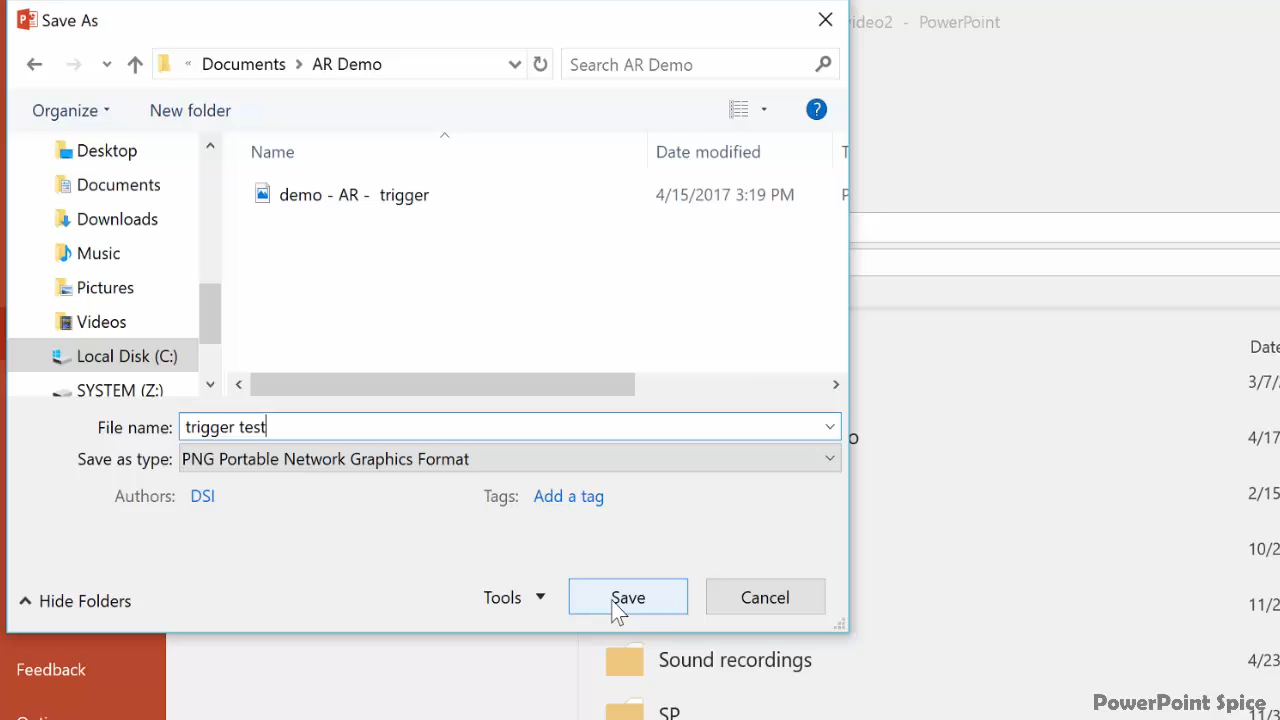 Save As
video2 - PowerPoint
« Documents > AR Demo
Search AR Demo
Organize
New folder
?
Name
Date modified
Desktop
Documents
Downloads
Music
Pictures
Videos
Local Disk (C:)
SYSTEM (Z:)
demo - AR - trigger
4/15/2017 3:19 PM
File name: trigger test
Save as type: PNG Portable Network Graphics Format
Authors: DSI
Tags: Add a tag
Hide Folders
Tools
Save
Cancel
Date
3/7/
4/17
2/15
10/2
11/2
Sound recordings
4/23
SP
11/3
Feedback
PowerPoint Spice